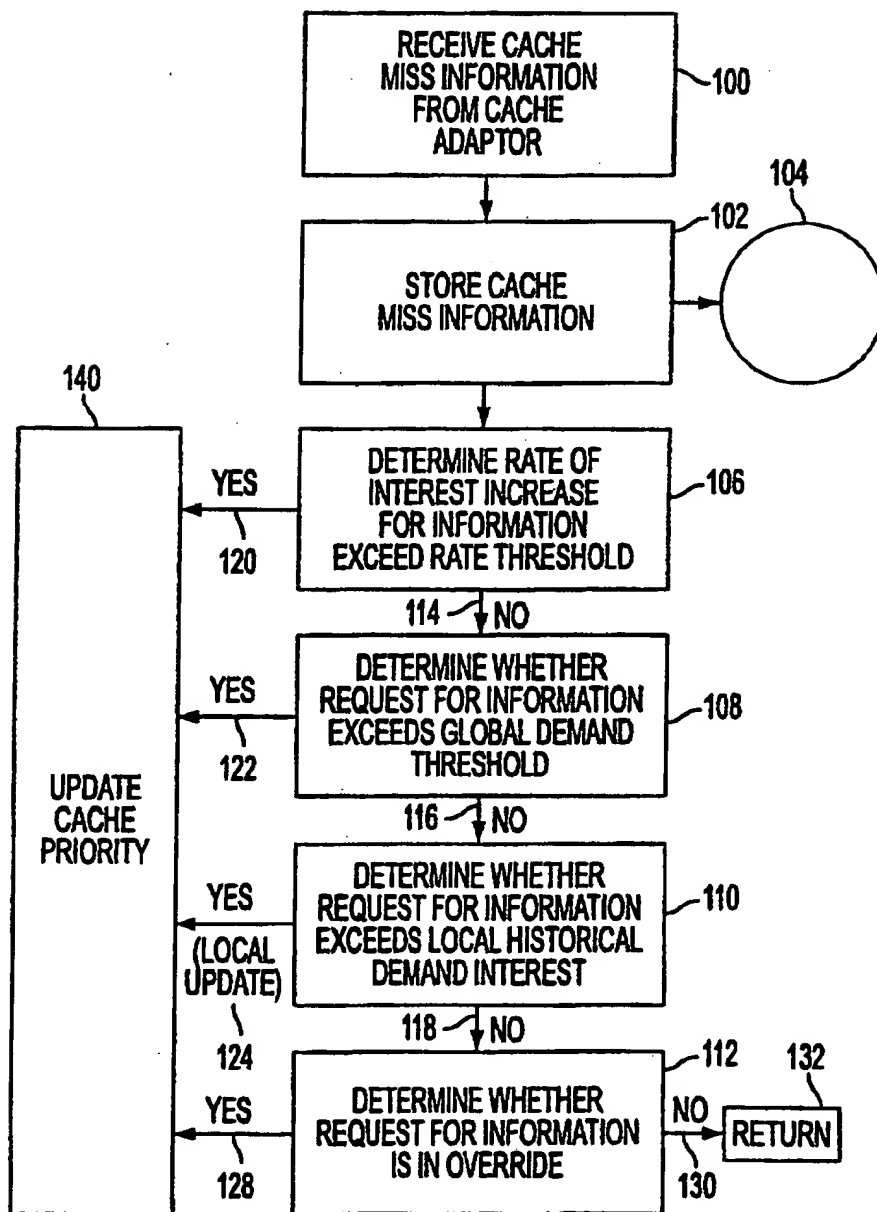 RECEIVE CACHE
MISS INFORMATION
FROM CACHE
ADAPTOR
100
102
104
STORE CACHE
MISS INFORMATION
140
DETERMINE RATE OF
INTEREST INCREASE
FOR INFORMATION
EXCEED RATE THRESHOLD
106
YES
120
114
NO
DETERMINE WHETHER
REQUEST FOR INFORMATION
EXCEEDS GLOBAL DEMAND
THRESHOLD
108
YES
122
UPDATE
CACHE
PRIORITY
116
NO
DETERMINE WHETHER
REQUEST FOR INFORMATION
EXCEEDS LOCAL HISTORICAL
DEMAND INTEREST
110
YES
(LOCAL
UPDATE)
124
118
NO
112
DETERMINE WHETHER
REQUEST FOR INFORMATION
IS IN OVERRIDE
YES
128
NO
130
132
RETURN